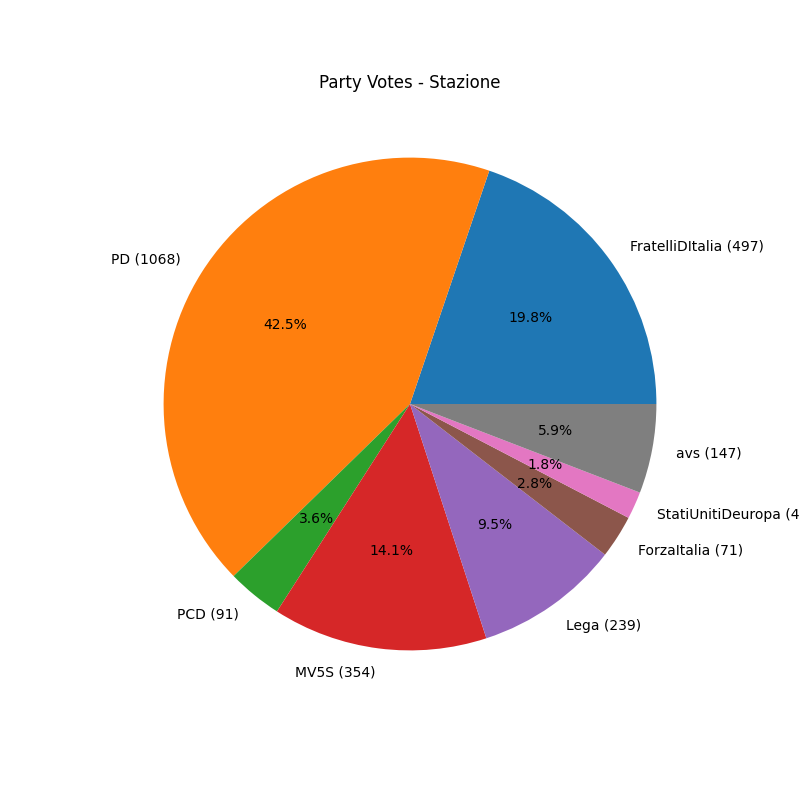 Party Votes - Stazione
FratelliDItalia (497)
19.8%
PD (1068)
42.5%
PCD (91)
3.6%
MV5S (354)
14.1%
Lega (239)
9.5%
ForzaItalia (71)
2.8%
StatiUnitiDeuropa (4
1.8%
avs (147)
5.9%